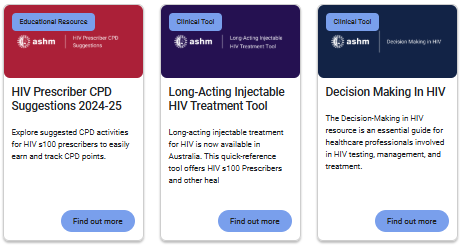 Educational Resource
ashm
HIV Prescriber CPD
Suggestions
HIV Prescriber CPD
Suggestions 2024-25
Explore suggested CPD activities
for HIV s100 prescribers to easily
earn and track CPD points.
Find out more
Clinical Tool
ashm
Long-Acting Injectable
HIV Treatment Tool
Long-Acting Injectable
HIV Treatment Tool
Long-acting injectable treatment
for HIV is now available in
Australia. This quick-reference
tool offers HIV s100 Prescribers
and other heal
Find out more
Clinical Tool
ashm
Decision Making in HIV
Decision Making In HIV
The Decision-Making in HIV
resource is an essential guide for
healthcare professionals involved
in HIV testing, management, and
treatment.
Find out more